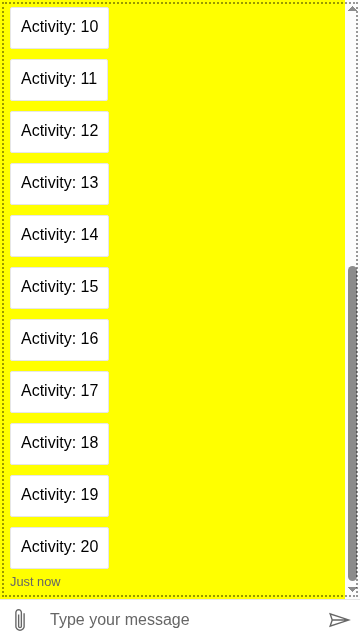 Activity: 10
Activity: 11
Activity: 12
Activity: 13
Activity: 14
Activity: 15
Activity: 16
Activity: 17
Activity: 18
Activity: 19
Activity: 20
Just now
Type your message